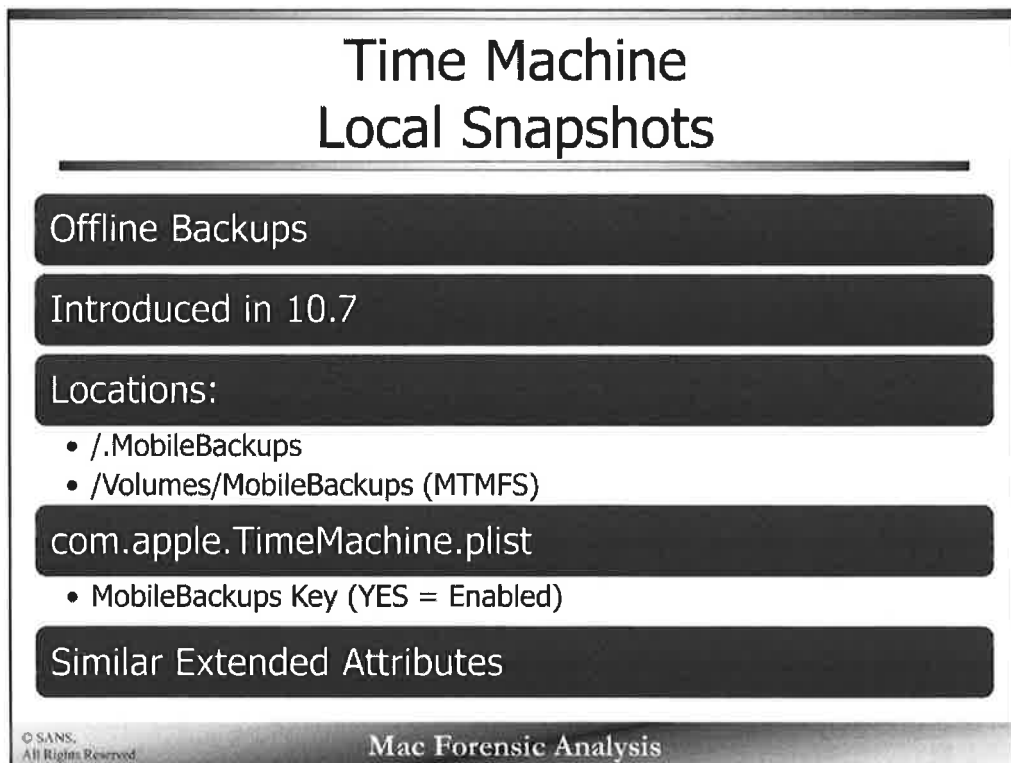 Time Machine
Local Snapshots
Offline Backups
Introduced in 10.7
Locations:
• /.MobileBackups
• /Volumes/MobileBackups (MTMFS)
com.apple.TimeMachine.plist
• MobileBackups Key (YES = Enabled)
Similar Extended Attributes
© SANS,
All Rights Reserved
Mac Forensic Analysis